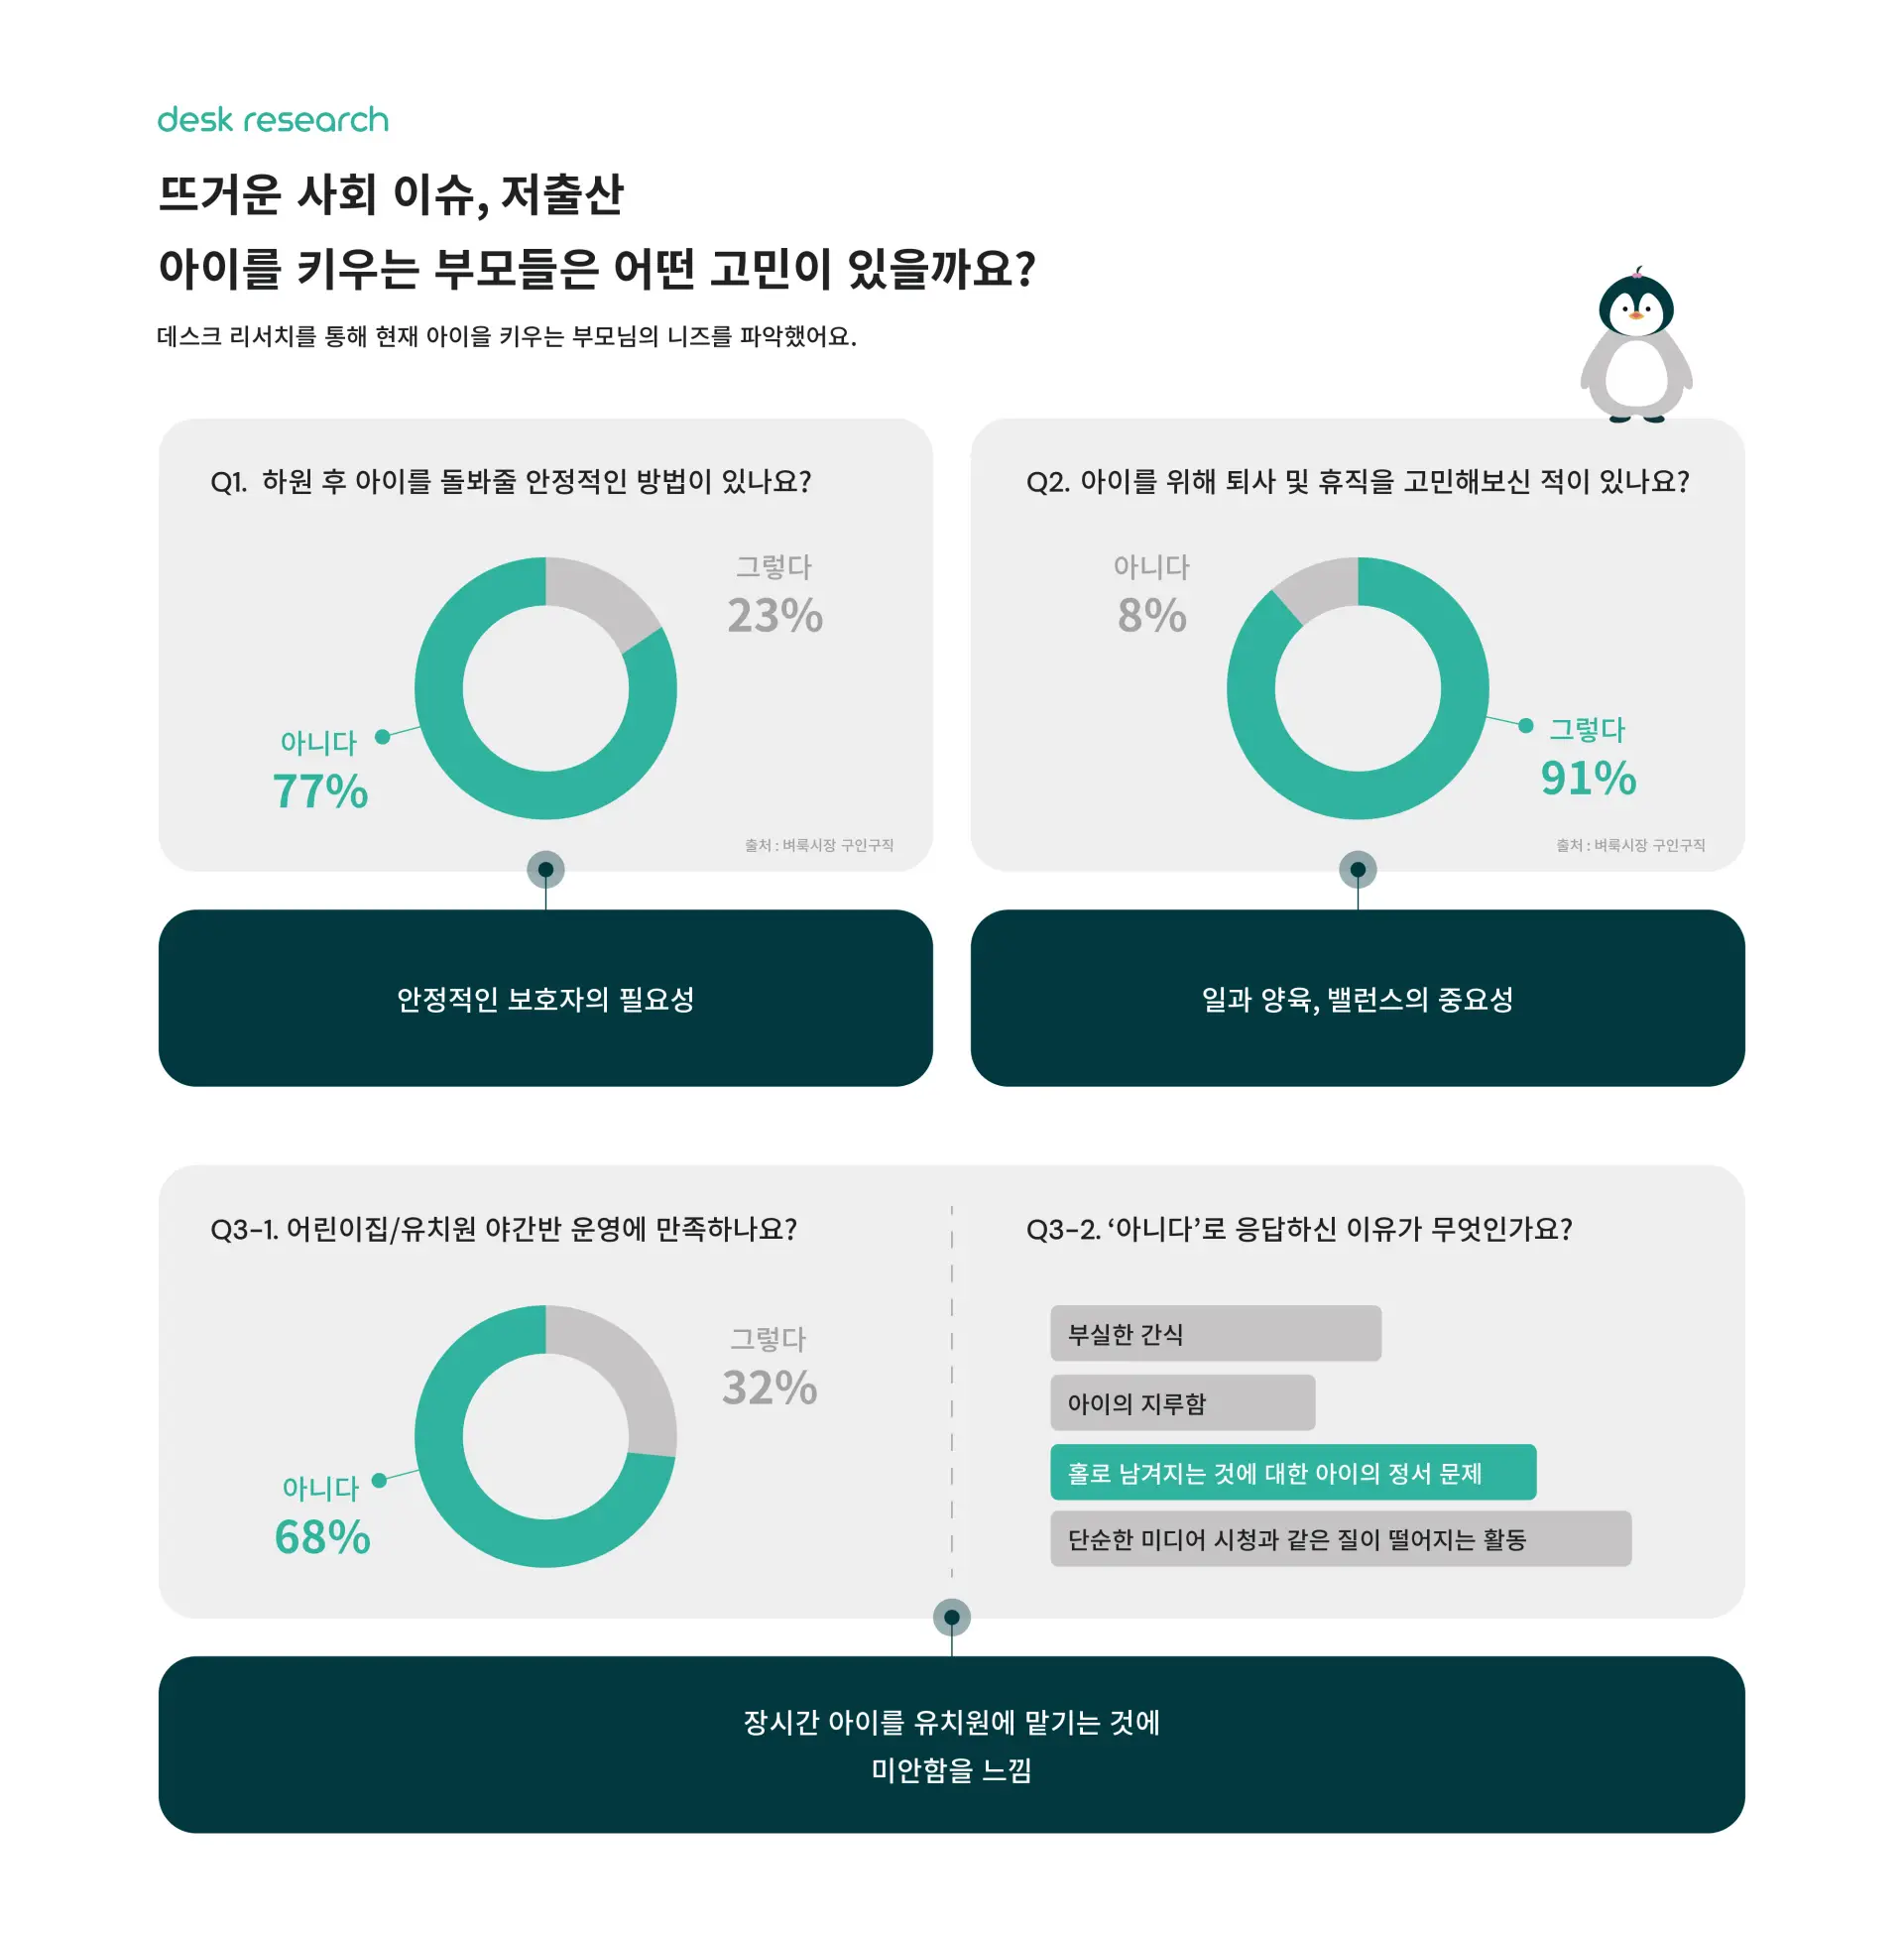 desk research
뜨거운 사회 이슈, 저출산
아이를 키우는 부모들은 어떤 고민이 있을까요?
데스크 리서치를 통해 현재 아이을 키우는 부모님의 니즈를 파악했어요.
Q1. 하원 후 아이를 돌봐줄 안정적인 방법이 있나요?
그렇다
23%
아니다
77%
출처 : 벼룩시장 구인구직
안정적인 보호자의 필요성
Q2. 아이를 위해 퇴사 및 휴직을 고민해보신 적이 있나요?
아니다
8%
그렇다
91%
출처 : 벼룩시장 구인구직
일과 양육, 밸런스의 중요성
Q3-1. 어린이집/유치원 야간반 운영에 만족하나요?
그렇다
32%
아니다
68%
Q3-2. ‘아니다’로 응답하신 이유가 무엇인가요?
부실한 간식
아이의 지루함
홀로 남겨지는 것에 대한 아이의 정서 문제
단순한 미디어 시청과 같은 질이 떨어지는 활동
장시간 아이를 유치원에 맡기는 것에
미안함을 느낌